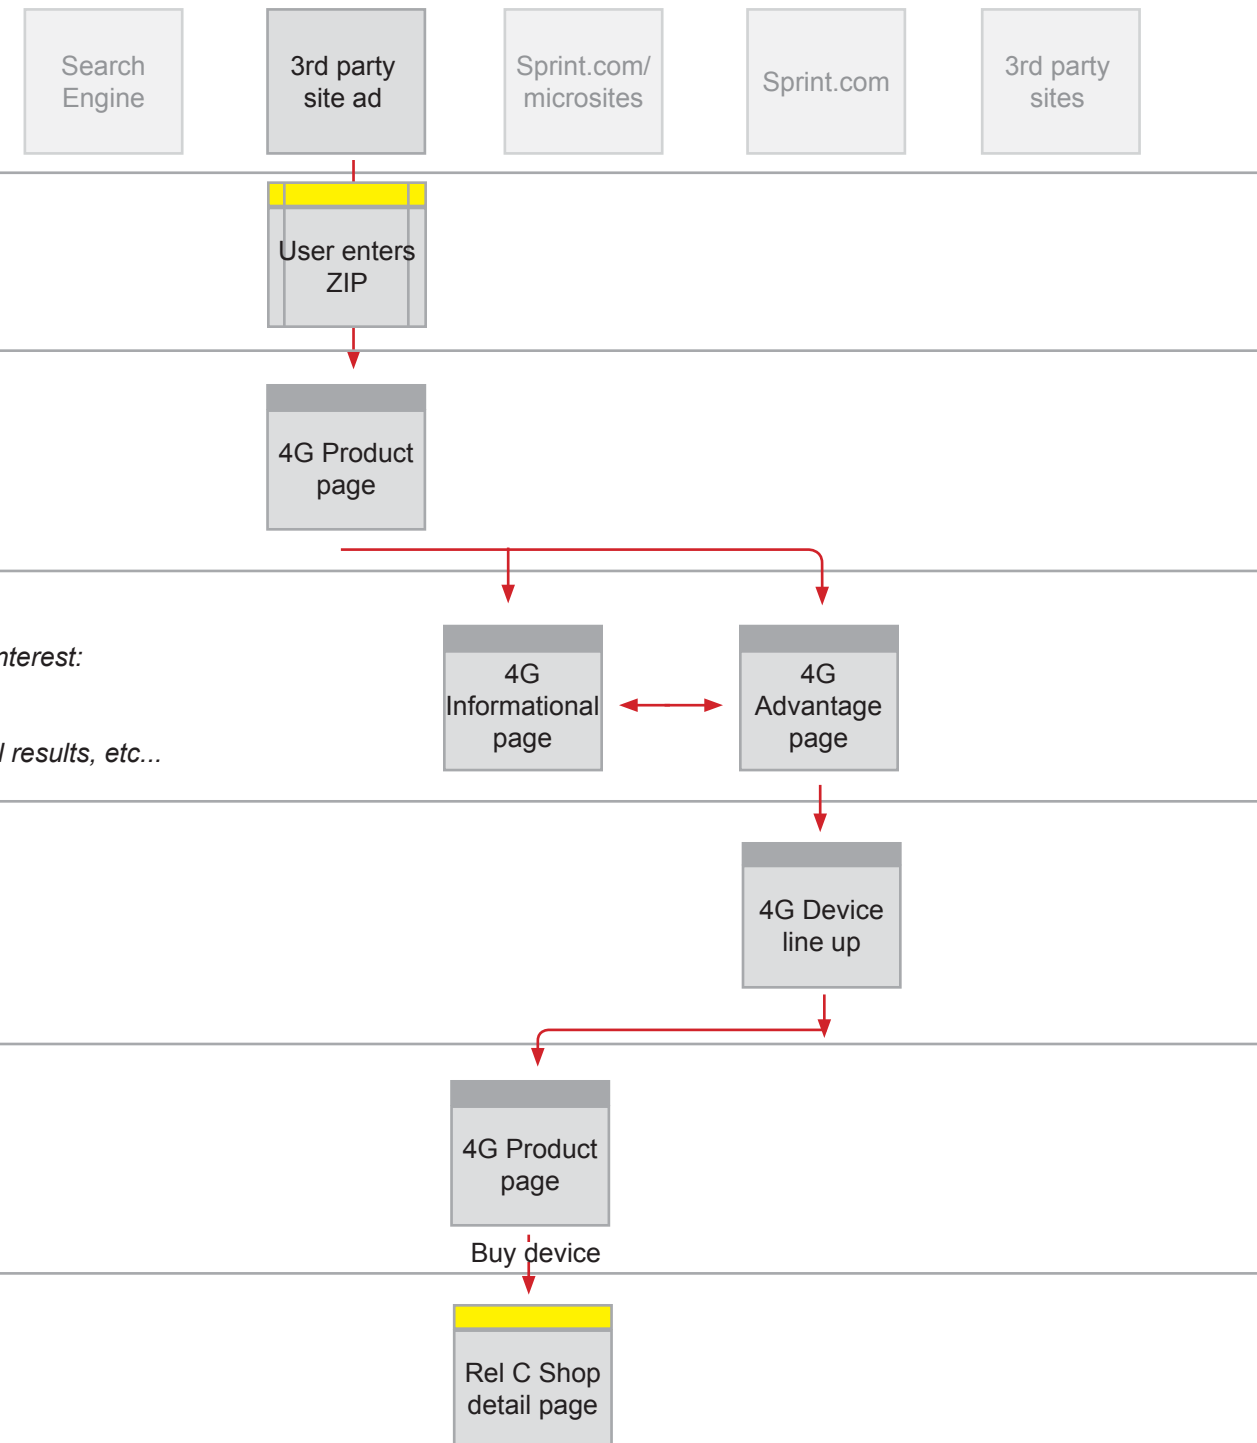 Search
Engine
3rd party
site ad
Sprint.com/
microsites
Sprint.com
3rd party
sites
User enters
ZIP
4G Product
page
nterest:
l results, etc...
4G
Informational
page
4G
Advantage
page
4G Device
line up
4G Product
page
Buy device
Rel C Shop
detail page